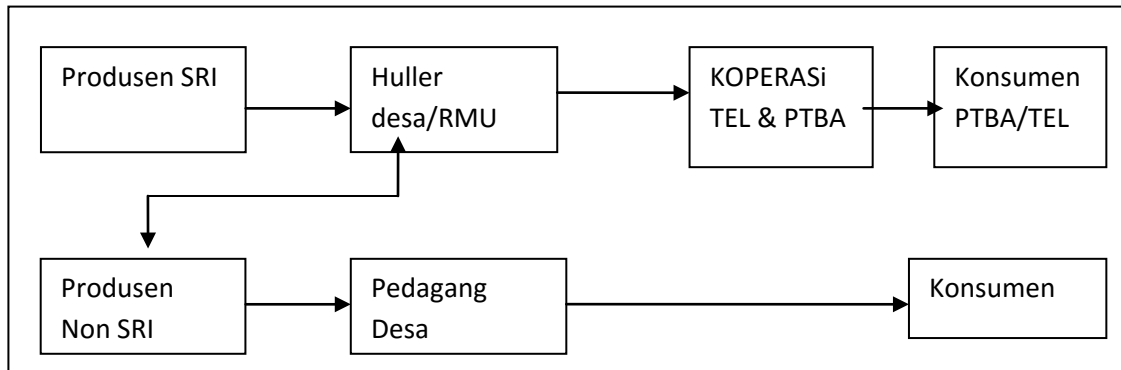 Produsen SRI
Huller
desa/RMU
KOPERASi
TEL & PTBA
Konsumen
PTBA/TEL
Produsen
Non SRI
Pedagang
Desa
Konsumen